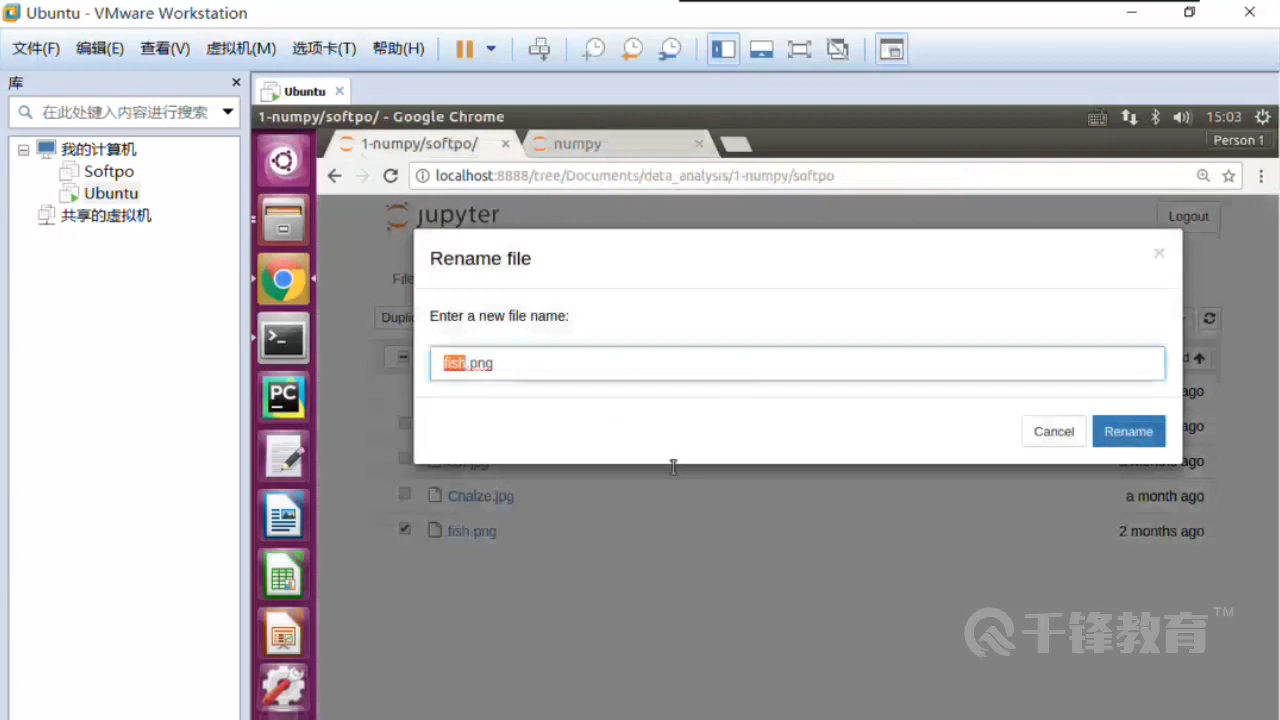 Ubuntu - VMware Workstation
文件(F) 编辑(E) 查看(V) 虚拟机(M) 选项卡(T) 帮助(H)
库
Ubuntu
在此处键入内容进行搜索
我的计算机
Softpo
Ubuntu
共享的虚拟机
1-numpy/softpo/ - Google Chrome
15:03
1-numpy/softpo/
numpy
Person 1
localhost:8888/tree/Documents/data_analysis/1-numpy/softpo
jupyter
Logout
Rename file
File
Enter a new file name:
fish.png
ago
ago
Cancel Rename
ago
Chalze.jpg
a month ago
fish.png
2 months ago
千锋教育 TM
PC